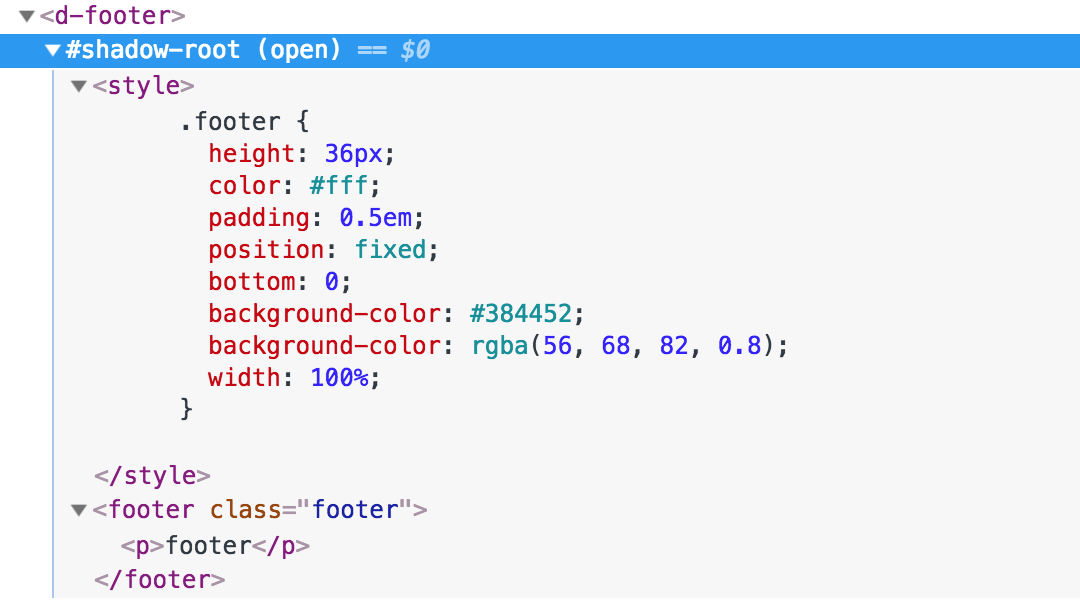 ▼<d-footer>
▼#shadow-root (open) == $0
▼<style>
.footer {
height: 36px;
color: #fff;
padding: 0.5em;
position: fixed;
bottom: 0;
background-color: #384452;
background-color: rgba(56, 68, 82, 0.8);
width: 100%;
}
</style>
▼<footer class="footer">
<p>footer</p>
</footer>